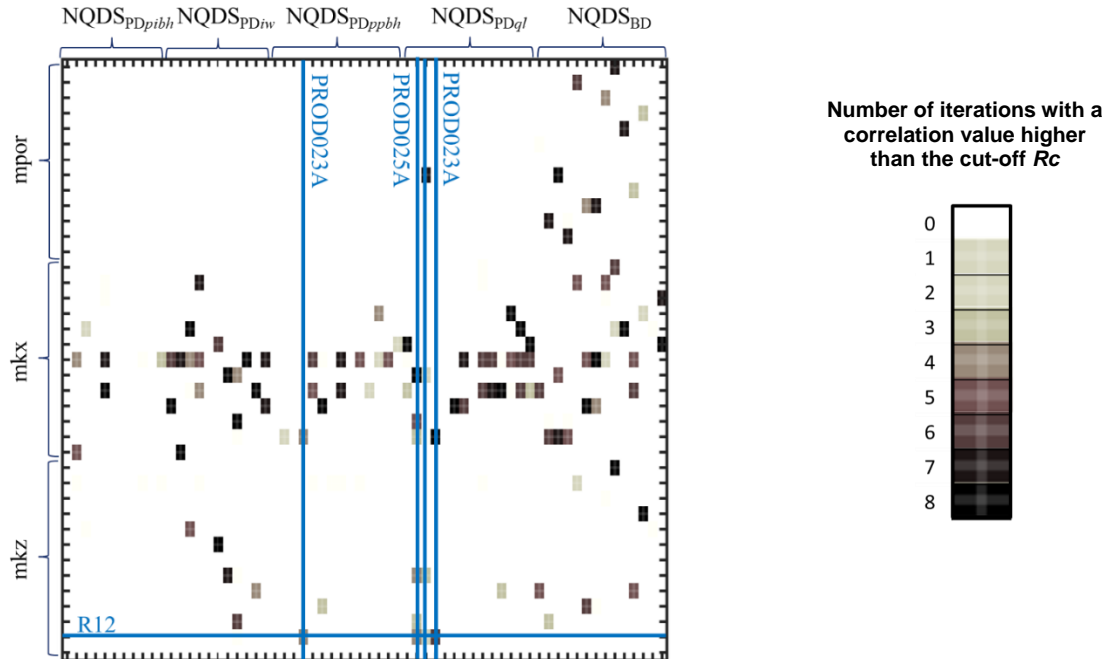 NQDSPDpibh NQDSPDiw NQDSPDppbh NQDSPDql NQDSBD
PROD023A
PROD025A
PROD023A
mpor
mkx
mkz
R12
Number of iterations with a
correlation value higher
than the cut-off Rc
0
1
2
3
4
5
6
7
8